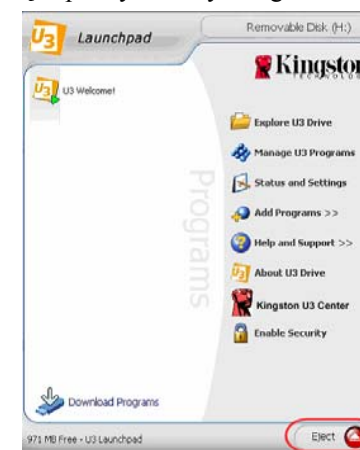 U3 Launchpad
Removable Disk (H:)
Kingston
U3 Welcome!
Explore U3 Drive
Manage U3 Programs
Status and Settings
Add Programs >>
Help and Support >>
About U3 Drive
Kingston U3 Center
Enable Security
Programs
Download Programs
971 MB Free - U3 Launchpad
Eject